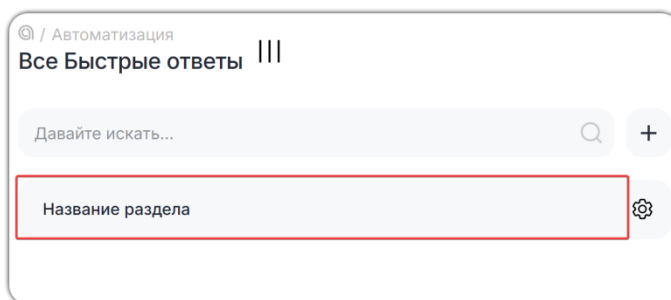 / Автоматизация
Все Быстрые ответы
Давайте искать...
Название раздела